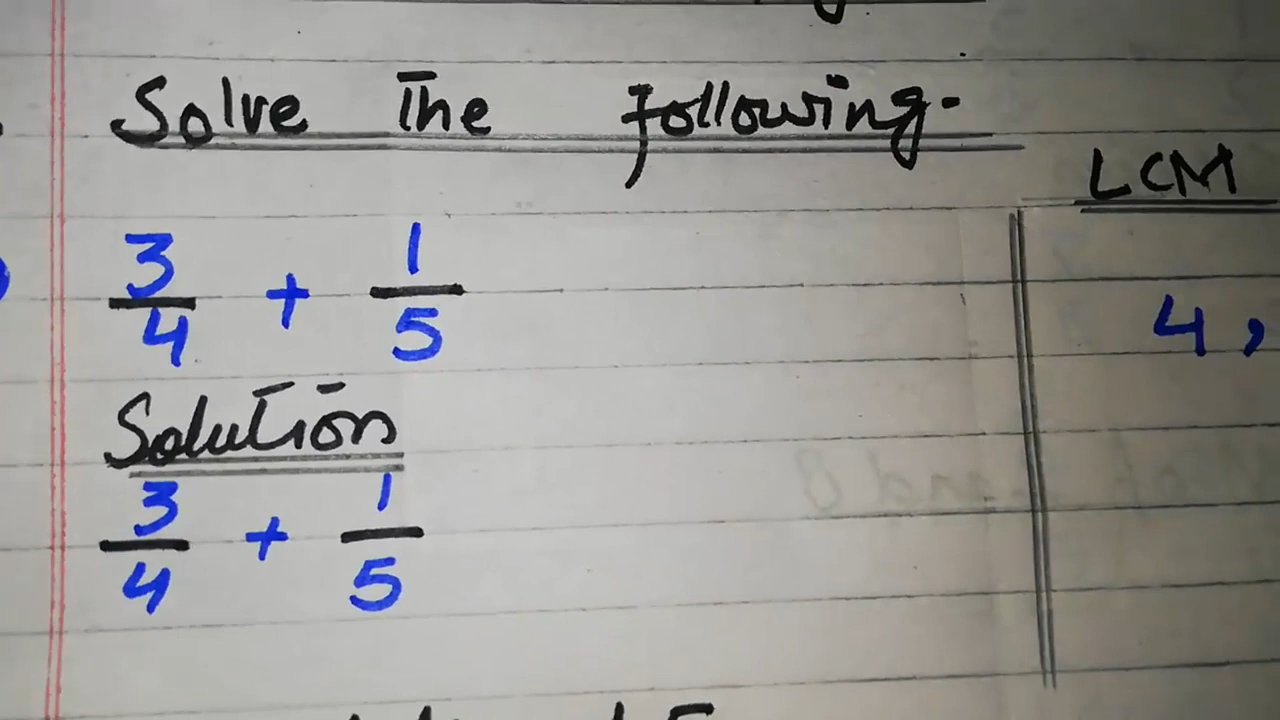 Solve The following.
LCM
3/4 + 1/5
4,
Solution
3/4 + 1/5